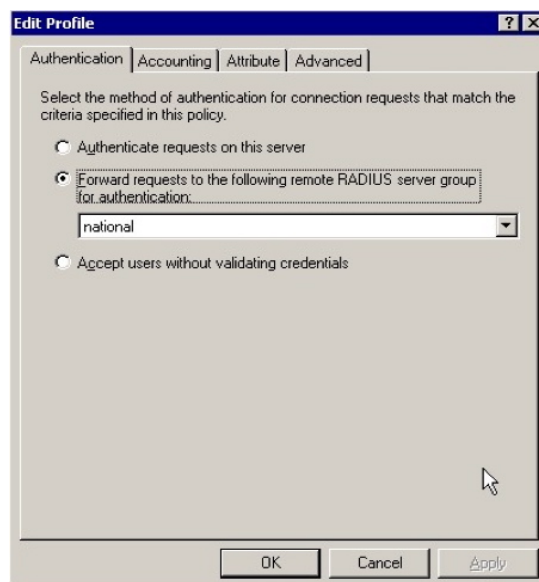 Edit Profile
Authentication Accounting Attribute Advanced
Select the method of authentication for connection requests that match the
criteria specified in this policy.
Authenticate requests on this server
Forward requests to the following remote RADIUS server group
for authentication:
national
Accept users without validating credentials
OK Cancel Apply